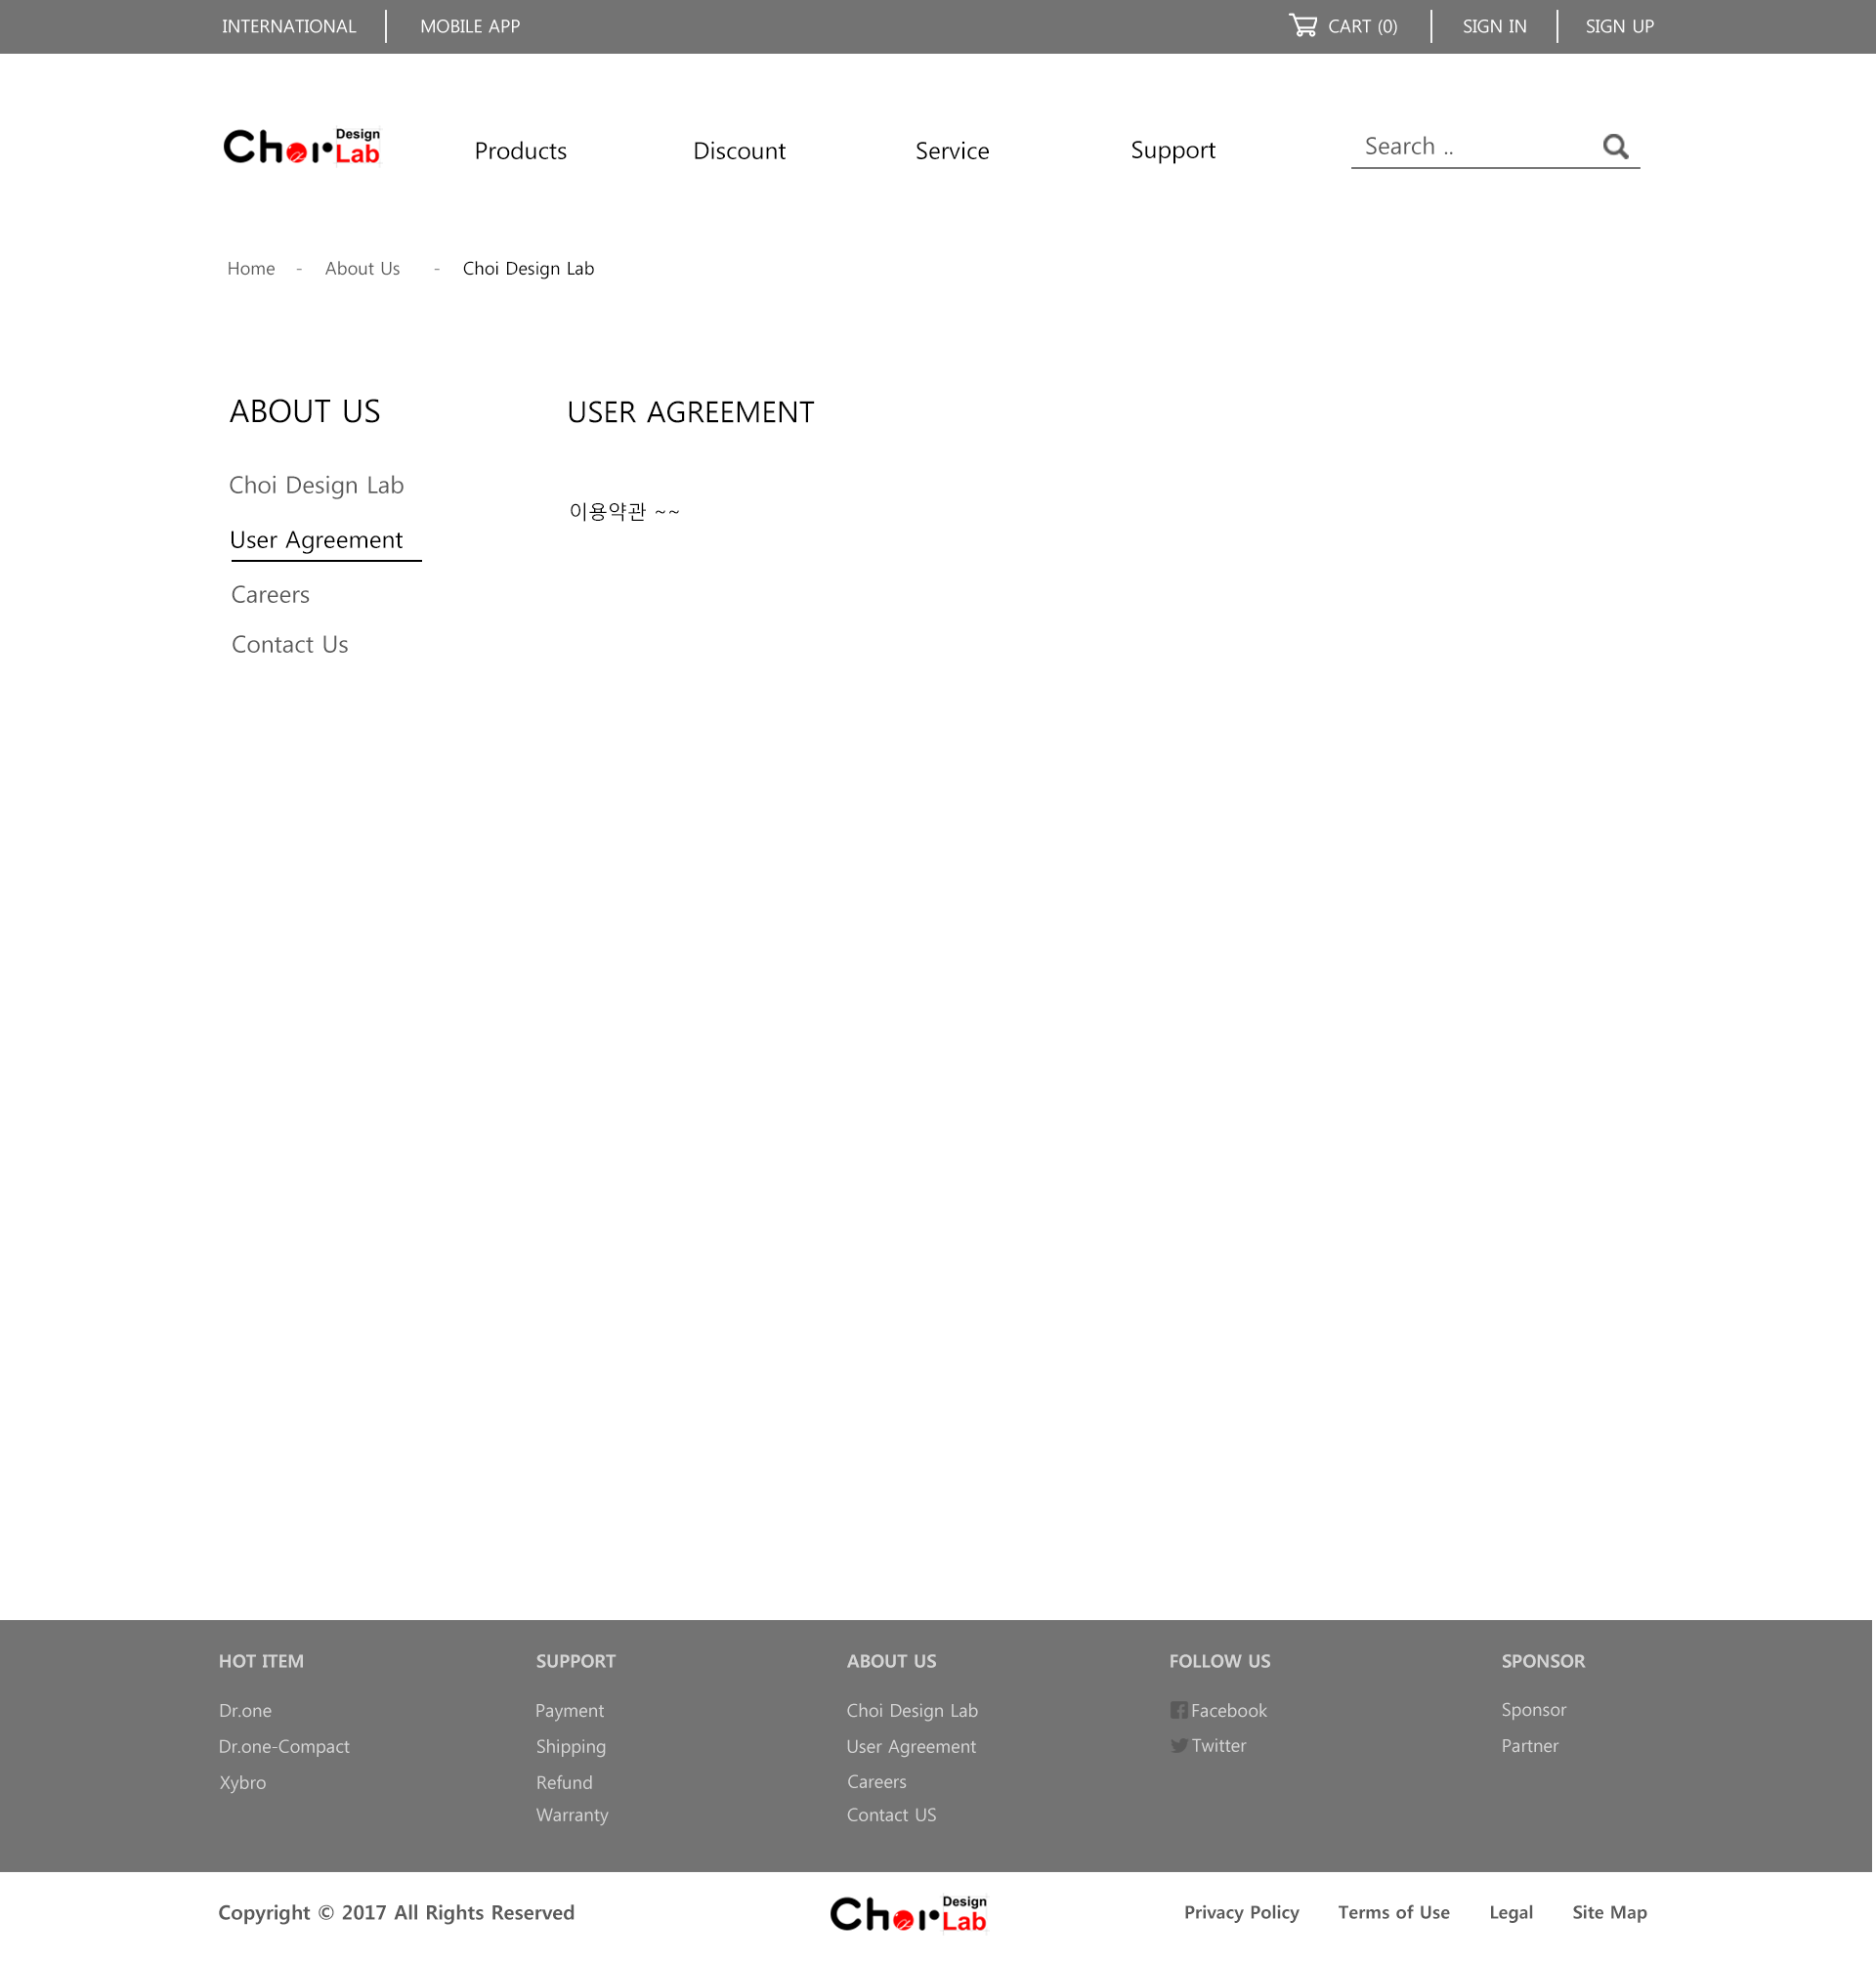 INTERNATIONAL MOBILE APP CART (0) SIGN IN SIGN UP
Choi Design Lab Products Discount Service Support Search ..
Home - About Us - Choi Design Lab
ABOUT US
Choi Design Lab
User Agreement
Careers
Contact Us
USER AGREEMENT
이용약관 ~~
HOT ITEM
Dr.one
Dr.one-Compact
Xybro
SUPPORT
Payment
Shipping
Refund
Warranty
ABOUT US
Choi Design Lab
User Agreement
Careers
Contact US
FOLLOW US
Facebook
Twitter
SPONSOR
Sponsor
Partner
Copyright © 2017 All Rights Reserved Choi Design Lab Privacy Policy Terms of Use Legal Site Map